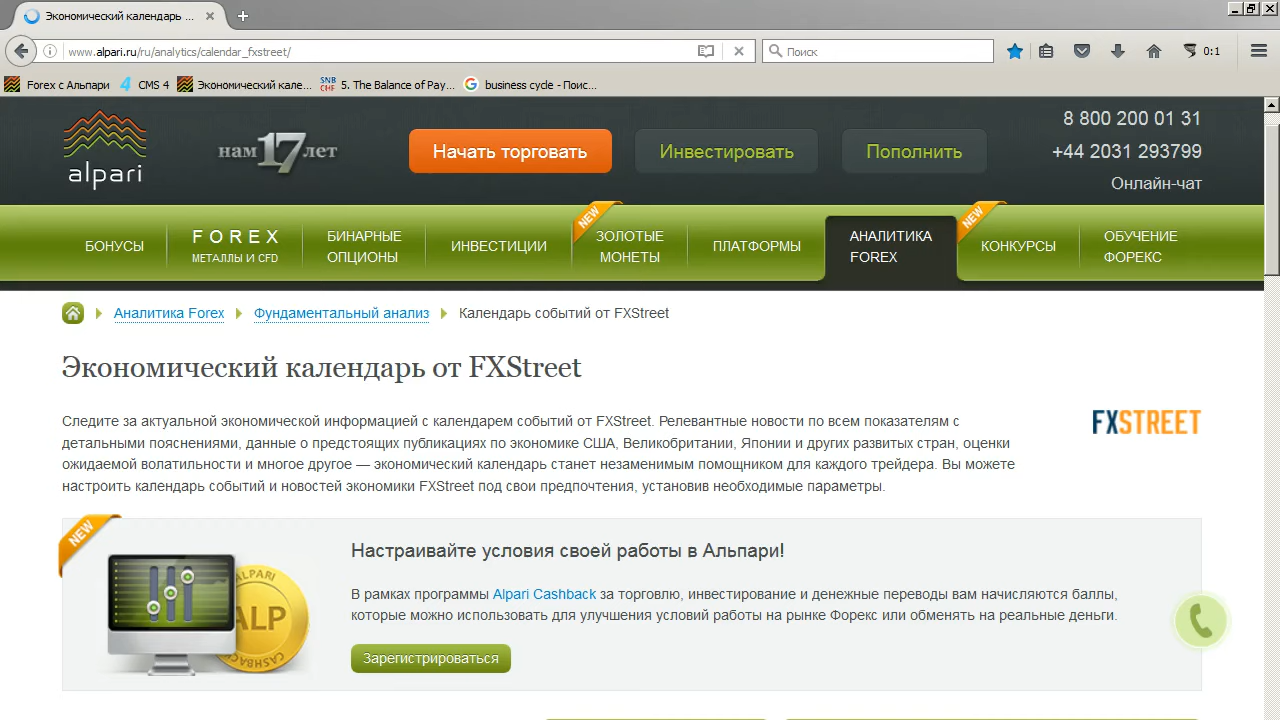 Экономический календарь ...
www.alpari.ru/ru/analytics/calendar_fxstreet/
Поиск
0:1
Forex с Альпари
CMS 4
Экономический кале...
SNB CMF
5. The Balance of Pay...
business cycle - Поис...
alpari
нам 17 лет
Начать торговать
Инвестировать
Пополнить
8 800 200 01 31
+44 2031 293799
Онлайн-чат
БОНУСЫ
FOREX
МЕТАЛЛЫ И CFD
БИНАРНЫЕ
ОПЦИОНЫ
ИНВЕСТИЦИИ
NEW
ЗОЛОТЫЕ
МОНЕТЫ
ПЛАТФОРМЫ
АНАЛИТИКА
FOREX
NEW
КОНКУРСЫ
ОБУЧЕНИЕ
ФОРЕКС
Аналитика Forex
Фундаментальный анализ
Календарь событий от FXStreet
Экономический календарь от FXStreet
Следите за актуальной экономической информацией с календарем событий от FXStreet. Релевантные новости по всем показателям с
детальными пояснениями, данные о предстоящих публикациях по экономике США, Великобритании, Японии и других развитых стран, оценки
ожидаемой волатильности и многое другое — экономический календарь станет незаменимым помощником для каждого трейдера. Вы можете
настроить календарь событий и новостей экономики FXStreet под свои предпочтения, установив необходимые параметры.
FXSTREET
NEW
ALPARI
ALP
CASHBACK
Настраивайте условия своей работы в Альпари!
В рамках программы Alpari Cashback за торговлю, инвестирование и денежные переводы вам начисляются баллы,
которые можно использовать для улучшения условий работы на рынке Форекс или обменять на реальные деньги.
Зарегистрироваться